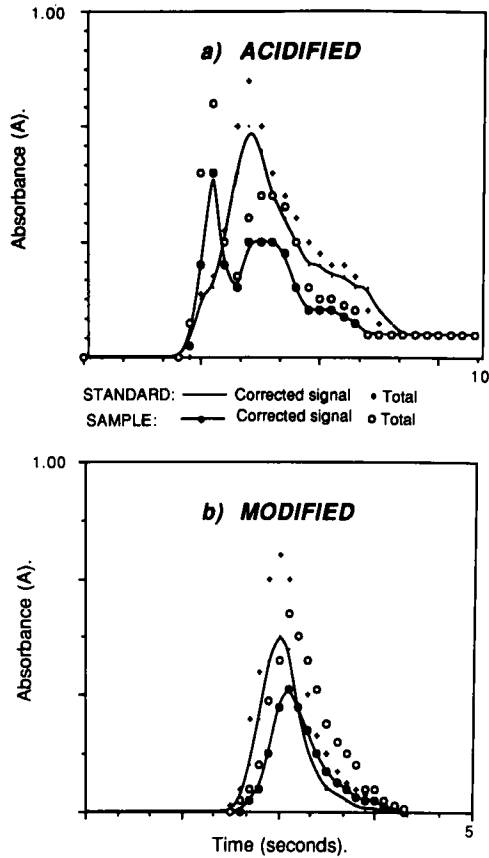 1.00
a) ACIDIFIED
Absorbance (A).
10
STANDARD: Corrected signal Total
SAMPLE: Corrected signal Total
1.00
b) MODIFIED
Absorbance (A).
5
Time (seconds).